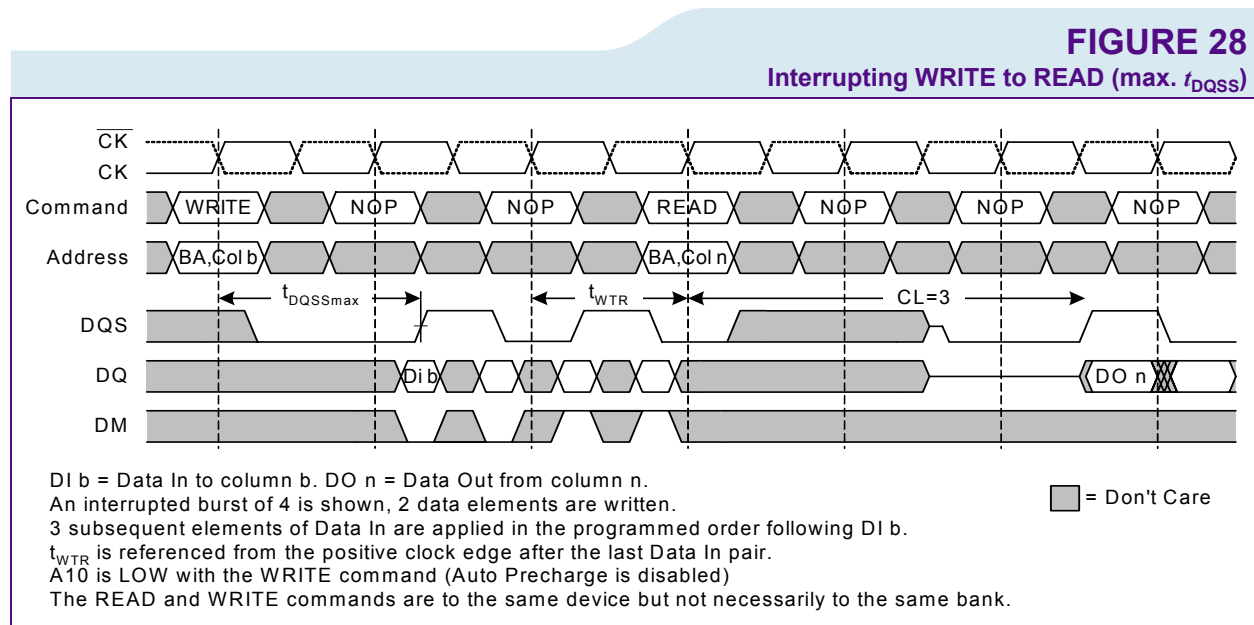 FIGURE 28
Interrupting WRITE to READ (max. tDQSS)
CK
CK
Command WRITE NOP NOP READ NOP NOP NOP
Address BA,Col b BA,Col n
tDQSSmax tWTR CL=3
DQS
DQ Di b DO n
DM
DI b = Data In to column b. DO n = Data Out from column n.
An interrupted burst of 4 is shown, 2 data elements are written.
3 subsequent elements of Data In are applied in the programmed order following DI b.
tWTR is referenced from the positive clock edge after the last Data In pair.
A10 is LOW with the WRITE command (Auto Precharge is disabled)
The READ and WRITE commands are to the same device but not necessarily to the same bank.
= Don't Care